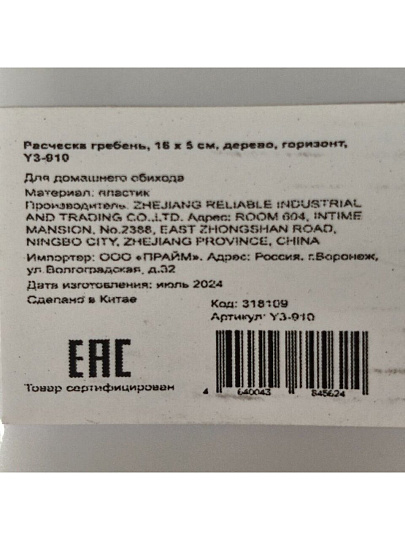 Расческа гребень, 15 x 5 см, дерево, горизонт,
Y3-910
Для домашнего обихода
Материал: пластик
Производитель: ZHEJIANG RELIABLE INDUSTRIAL
AND TRADING CO.,LTD. Адрес: ROOM 604, INTIME
MANSION, No.2388, EAST ZHONGSHAN ROAD,
NINGBO CITY, ZHEJIANG PROVINCE, CHINA
Импортер: ООО «ПРАЙМ». Адрес: Россия, г.Воронеж,
ул.Волгоградская, д.32
Дата изготовления: июль 2024
Сделано в Китае
Код: 318109
Артикул: Y3-910
ЕАС
Товар сертифицирован
4 640043 845624